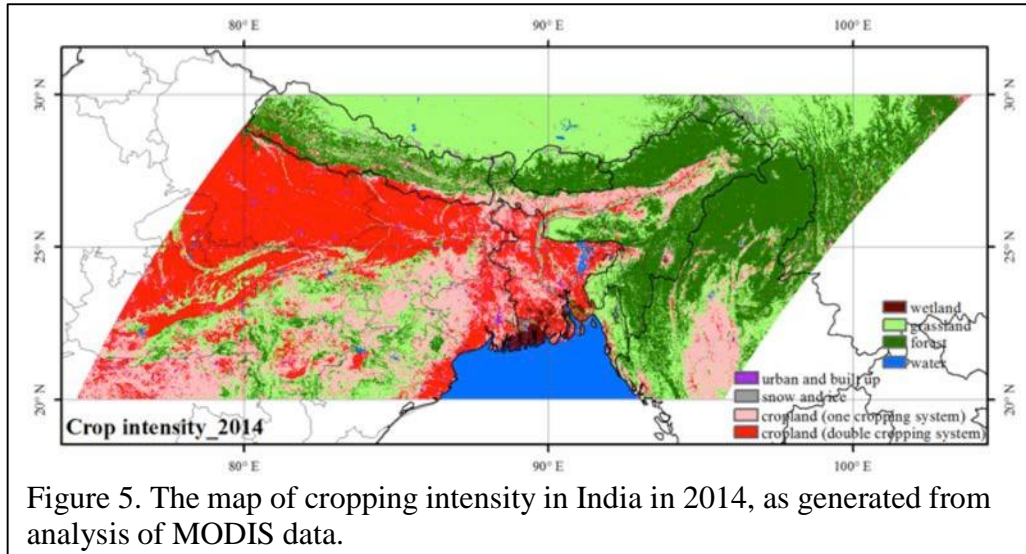 80° E 90° E 100° E
30° N 30° N
25° N 25° N
wetland
grassland
forest
water
urban and built up
snow and ice
20° N 20° N
cropland (one cropping system)
Crop intensity_2014 cropland (double cropping system)
80° E 90° E 100° E
Figure 5. The map of cropping intensity in India in 2014, as generated from
analysis of MODIS data.